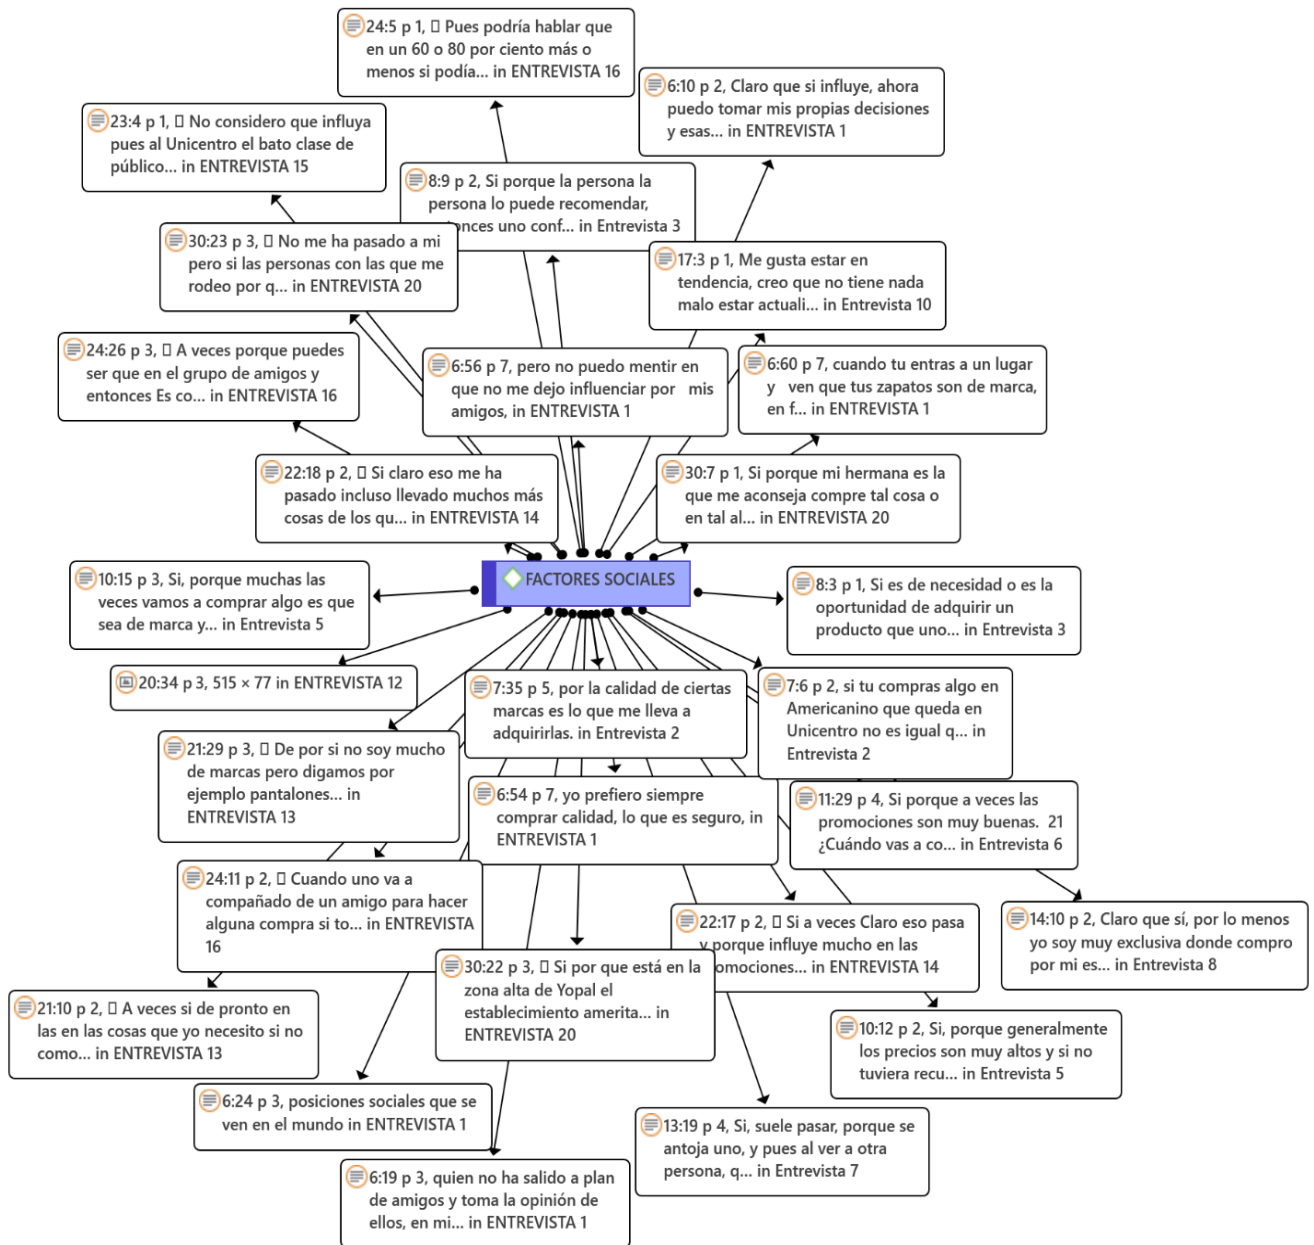 24:5 p 1, ▯ Pues podría hablar que
en un 60 o 80 por ciento más o
menos si podía... in ENTREVISTA 16
6:10 p 2, Claro que si influye, ahora
puedo tomar mis propias decisiones
y esas... in ENTREVISTA 1
23:4 p 1, ▯ No considero que influya
pues al Unicentro el bato clase de
público... in ENTREVISTA 15
8:9 p 2, Si porque la persona la
persona lo puede recomendar,
uno conf... in Entrevista 3
30:23 p 3, ▯ No me ha pasado a mi
pero si las personas con las que me
rodeo por q... in ENTREVISTA 20
17:3 p 1, Me gusta estar en
tendencia, creo que no tiene nada
malo estar actuali... in Entrevista 10
24:26 p 3, ▯ A veces porque puedes
ser que en el grupo de amigos y
entonces Es co... in ENTREVISTA 16
6:56 p 7, pero no puedo mentir en
que no me dejo influenciar por mis
amigos, in ENTREVISTA 1
6:60 p 7, cuando tu entras a un lugar
y ven que tus zapatos son de marca,
en f... in ENTREVISTA 1
22:18 p 2, ▯ Si claro eso me ha
pasado incluso llevado muchos más
cosas de los qu... in ENTREVISTA 14
30:7 p 1, Si porque mi hermana es la
que me aconseja compre tal cosa o
en tal al... in ENTREVISTA 20
FACTORES SOCIALES
10:15 p 3, Si, porque muchas las
veces vamos a comprar algo es que
sea de marca y... in Entrevista 5
8:3 p 1, Si es de necesidad o es la
oportunidad de adquirir un
producto que uno... in Entrevista 3
20:34 p 3, 515 × 77 in ENTREVISTA 12
7:35 p 5, por la calidad de ciertas
marcas es lo que me lleva a
adquirirlas. in Entrevista 2
7:6 p 2, si tu compras algo en
Americanino que queda en
Unicentro no es igual q... in
Entrevista 2
21:29 p 3, ▯ De por si no soy mucho
de marcas pero digamos por
ejemplo pantalones... in
ENTREVISTA 13
6:54 p 7, yo prefiero siempre
comprar calidad, lo que es seguro, in
ENTREVISTA 1
11:29 p 4, Si porque a veces las
promociones son muy buenas. 21
¿Cuándo vas a co... in Entrevista 6
24:11 p 2, ▯ Cuando uno va a
compañado de un amigo para hacer
alguna compra si to... in ENTREVISTA
16
22:17 p 2, ▯ Si a veces Claro eso pasa
y porque influye mucho en las
in ENTREVISTA 14
14:10 p 2, Claro que sí, por lo menos
yo soy muy exclusiva donde compro
por mi es... in Entrevista 8
30:22 p 3, ▯ Si por que está en la
zona alta de Yopal el
establecimiento amerita... in
ENTREVISTA 20
21:10 p 2, ▯ A veces si de pronto en
las en las cosas que yo necesito si no
como... in ENTREVISTA 13
10:12 p 2, Si, porque generalmente
los precios son muy altos y si no
tuviera recu... in Entrevista 5
6:24 p 3, posiciones sociales que se
ven en el mundo in ENTREVISTA 1
13:19 p 4, Si, suele pasar, porque se
antoja uno, y pues al ver a otra
persona, q... in Entrevista 7
6:19 p 3, quien no ha salido a plan
de amigos y toma la opinión de
ellos, en mi... in ENTREVISTA 1